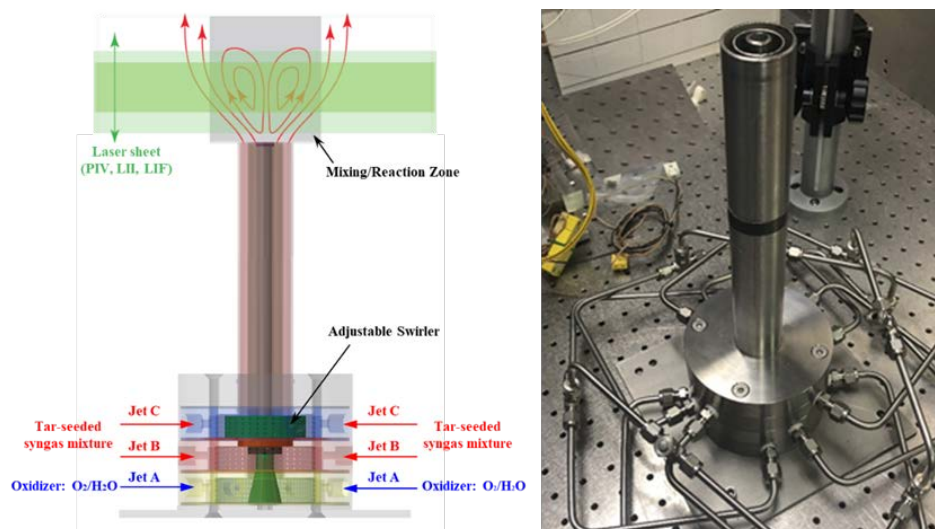 Laser sheet
(PIV, LII, LIF)
Mixing/Reaction Zone
Adjustable Swirler
Jet C
Jet C
Tar-seeded
syngas mixture
Tar-seeded
syngas mixture
Jet B
Jet B
Jet A
Jet A
Oxidizer: O₂/H₂O
Oxidizer: O₂/H₂O